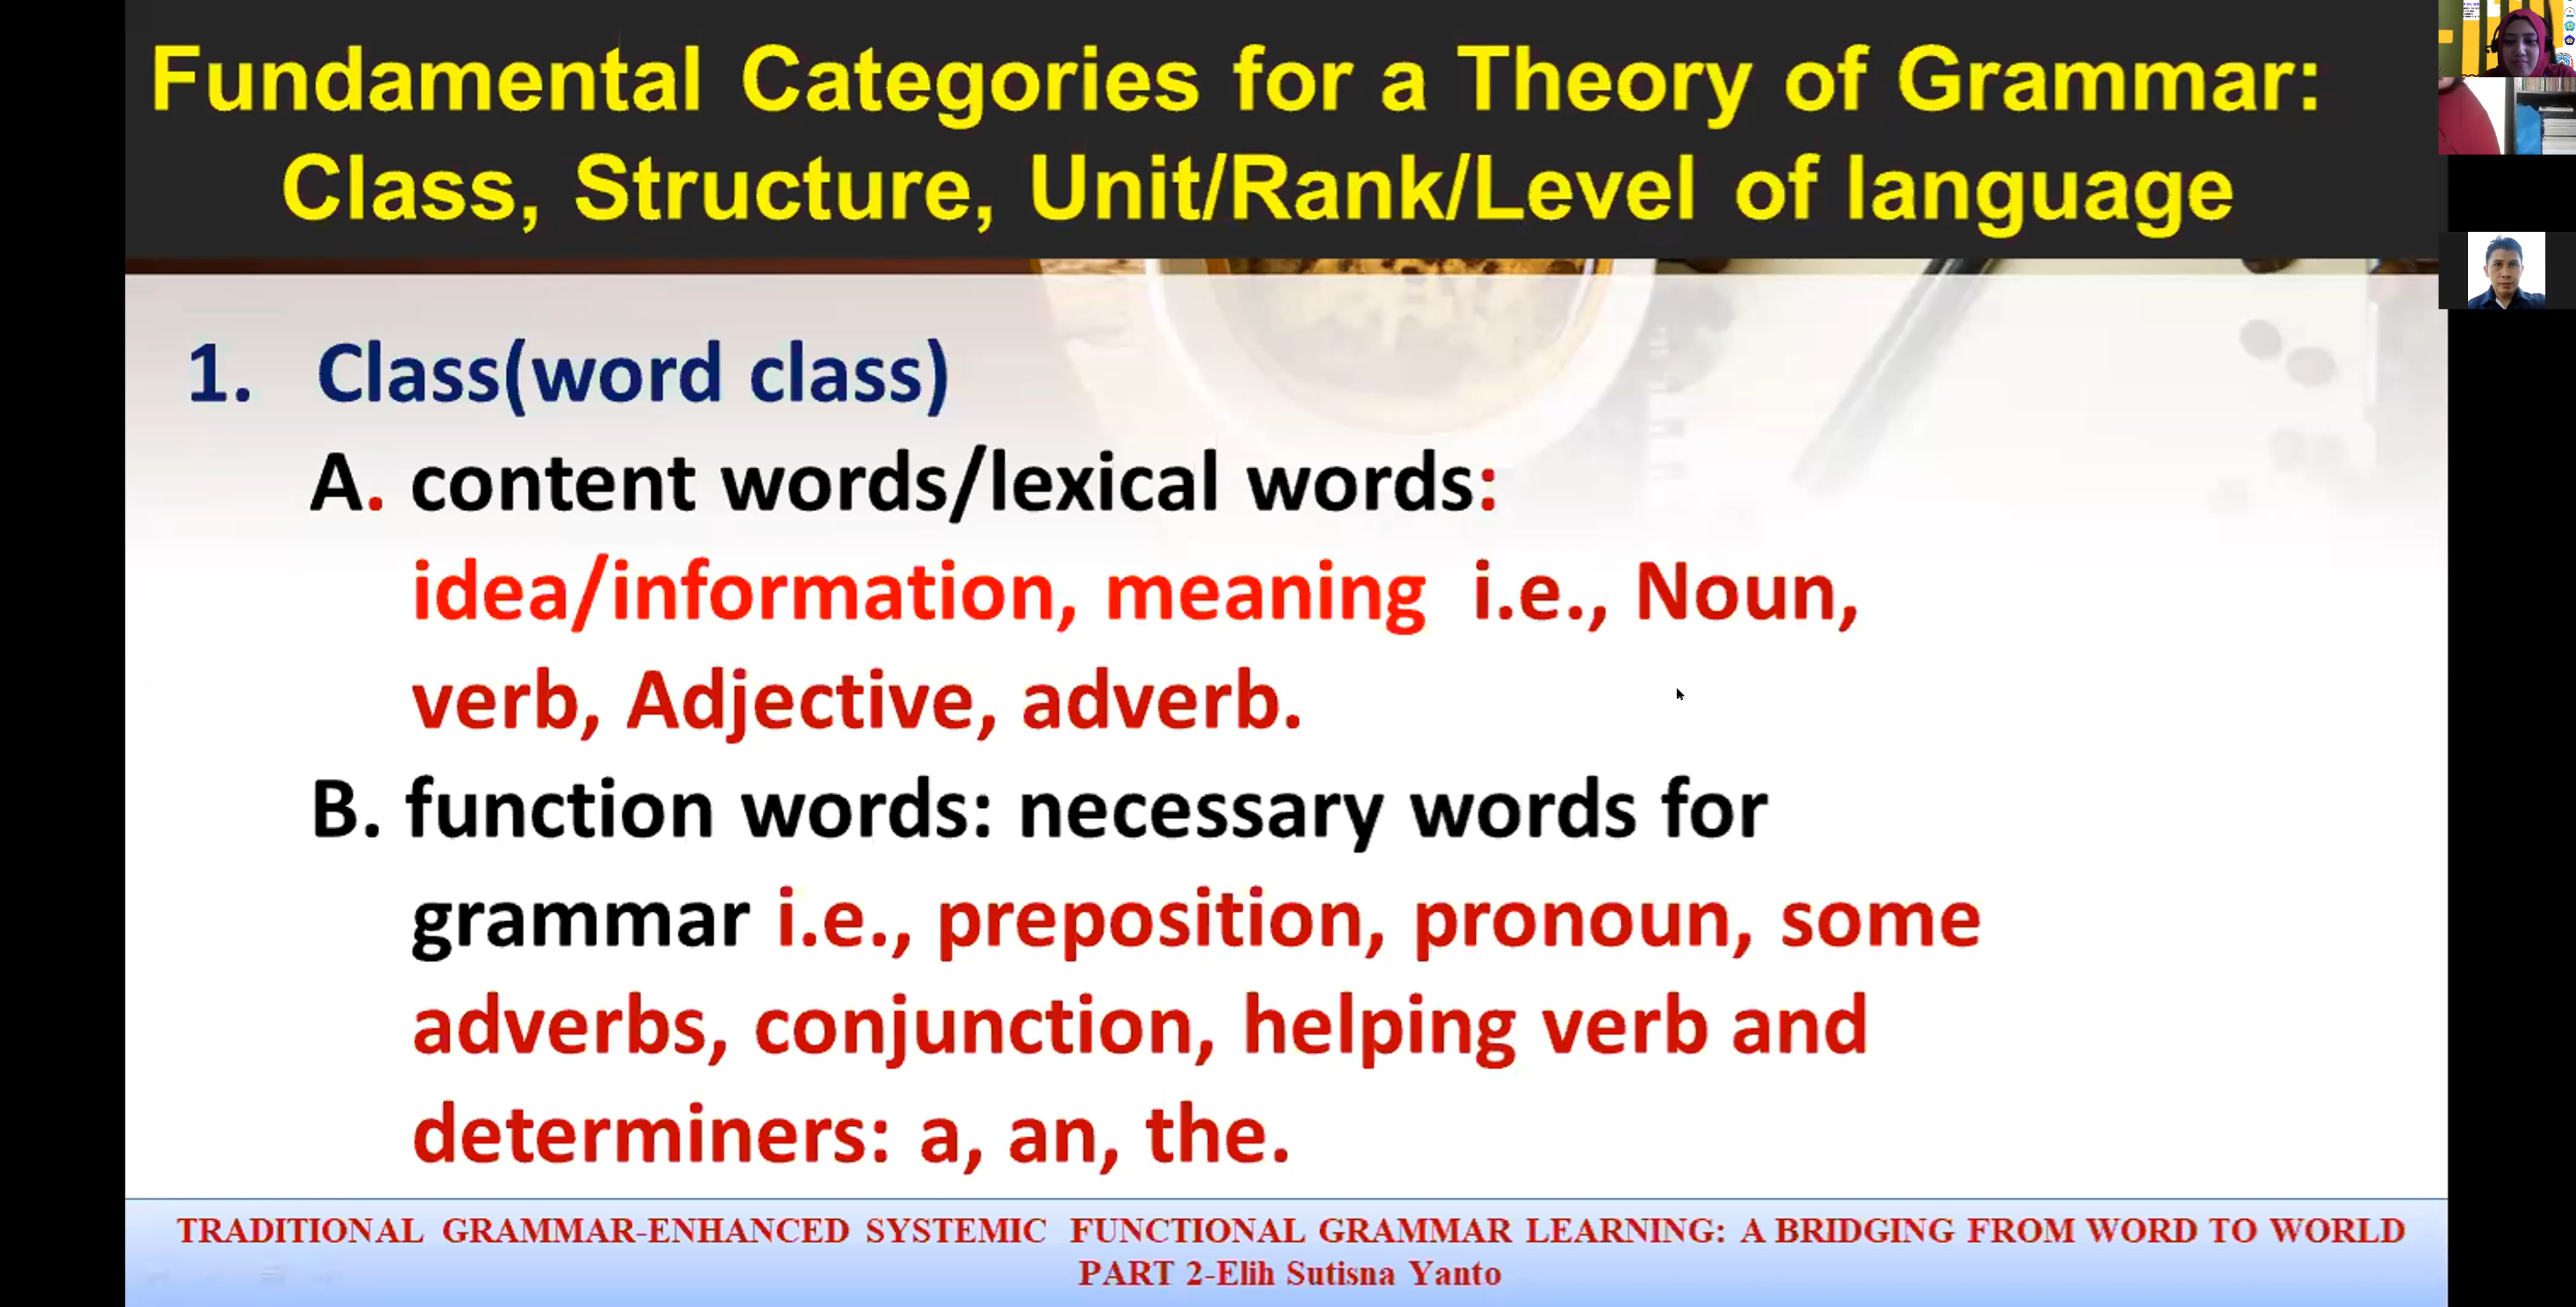 Fundamental Categories for a Theory of Grammar:
Class, Structure, Unit/Rank/Level of language
1. Class(word class)
A. content words/lexical words:
idea/information, meaning i.e., Noun,
verb, Adjective, adverb.
B. function words: necessary words for
grammar i.e., preposition, pronoun, some
adverbs, conjunction, helping verb and
determiners: a, an, the.
TRADITIONAL GRAMMAR-ENHANCED SYSTEMIC FUNCTIONAL GRAMMAR LEARNING: A BRIDGING FROM WORD TO WORLD
PART 2-Elih Sutisna Yanto